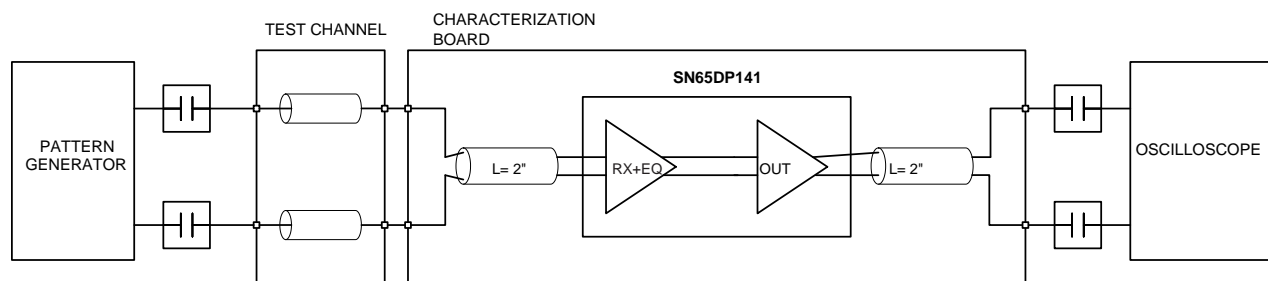 TEST CHANNEL
CHARACTERIZATION
BOARD
SN65DP141
PATTERN
GENERATOR
L= 2"
RX+EQ
OUT
L= 2"
OSCILLOSCOPE